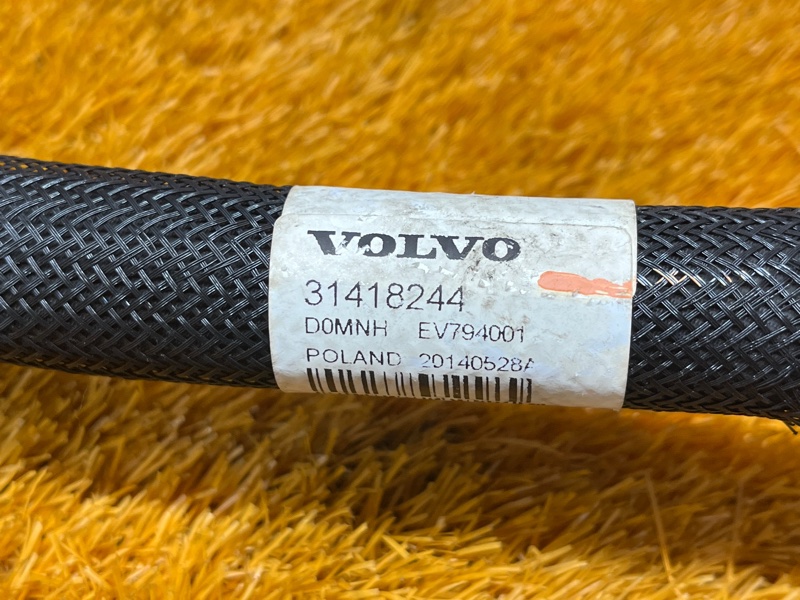 VOLVO
31418244
D0MNH EV794001
POLAND 20140528A